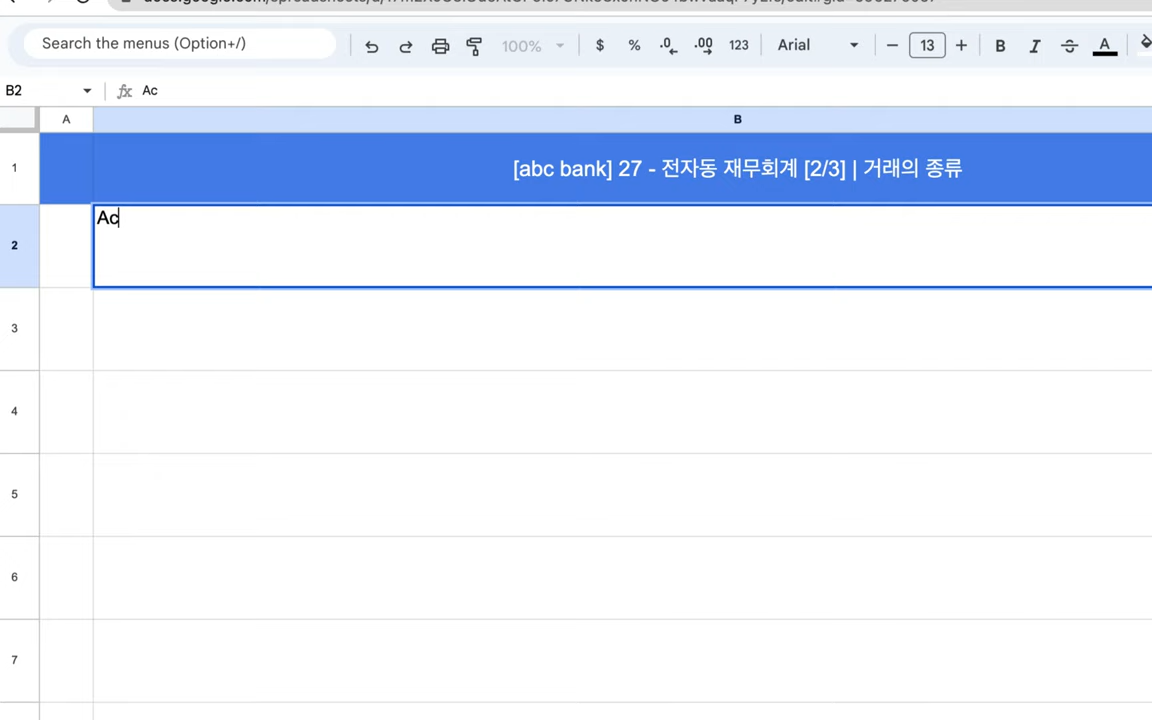 Search the menus (Option+/)
100%
$ % .0 .00 123
Arial
13
B I S A
B2
fx Ac
A B
1 [abc bank] 27 - 전자동 재무회계 [2/3] | 거래의 종류
2 Ac
3
4
5
6
7